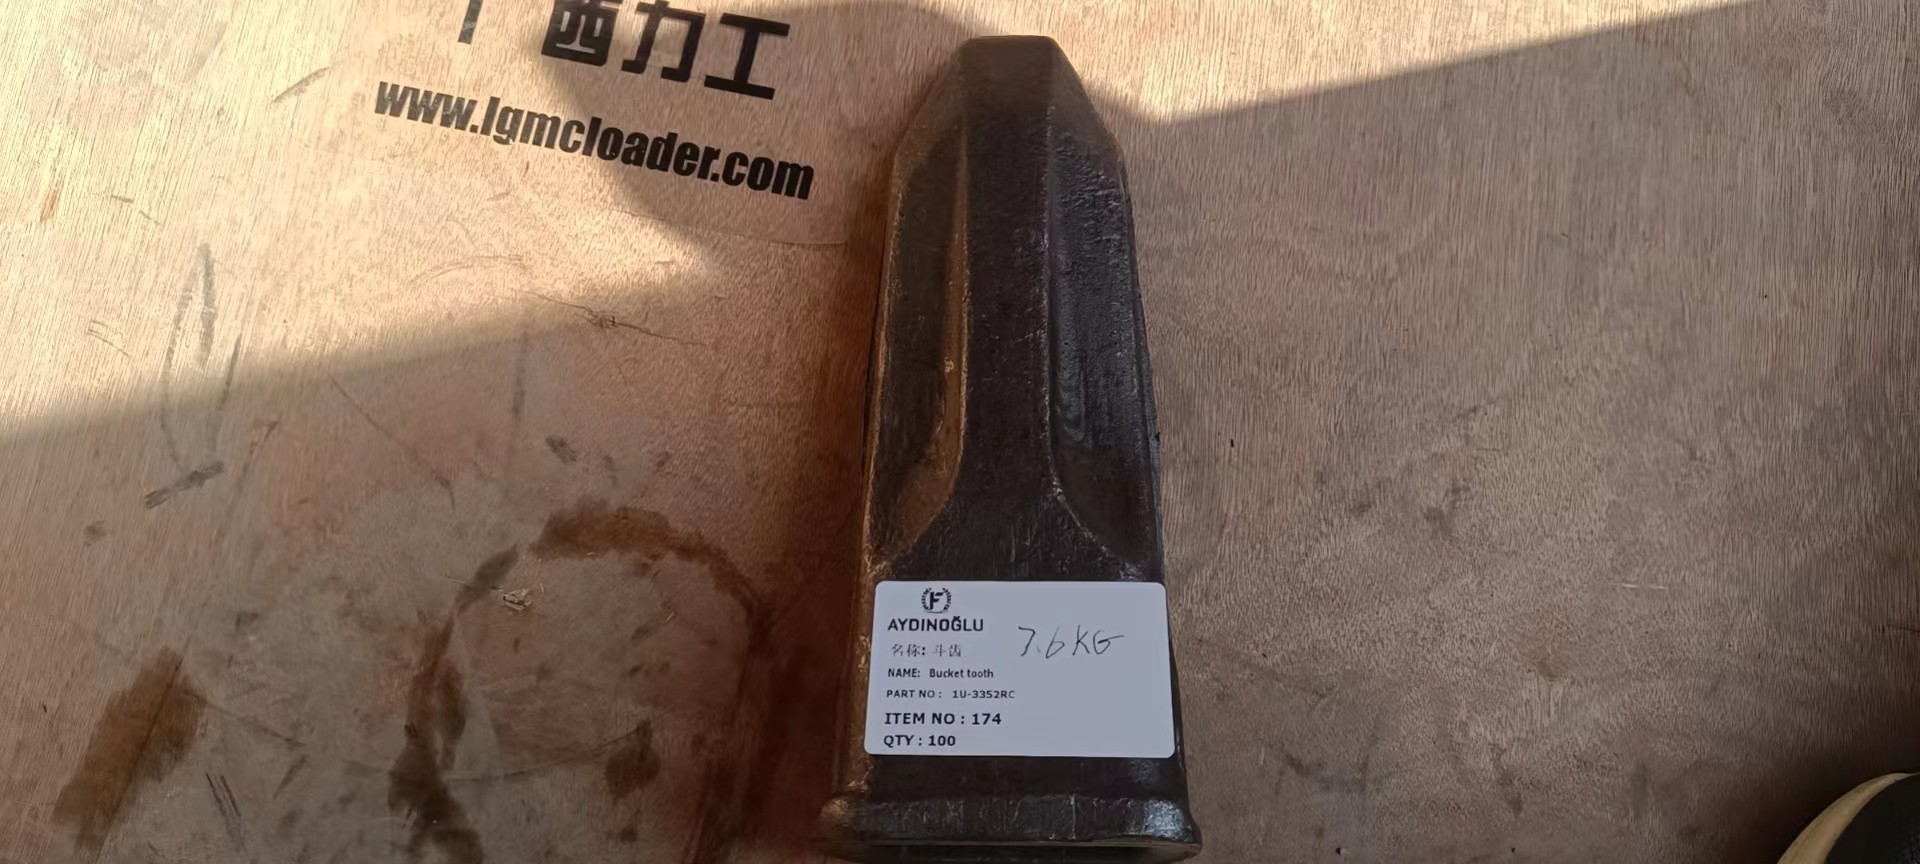 广西力工
www.lgmcloader.com
F
AYDINOĞLU
7.6KG
名称: 斗齿
NAME: Bucket tooth
PART NO : 1U-3352RC
ITEM NO : 174
QTY : 100